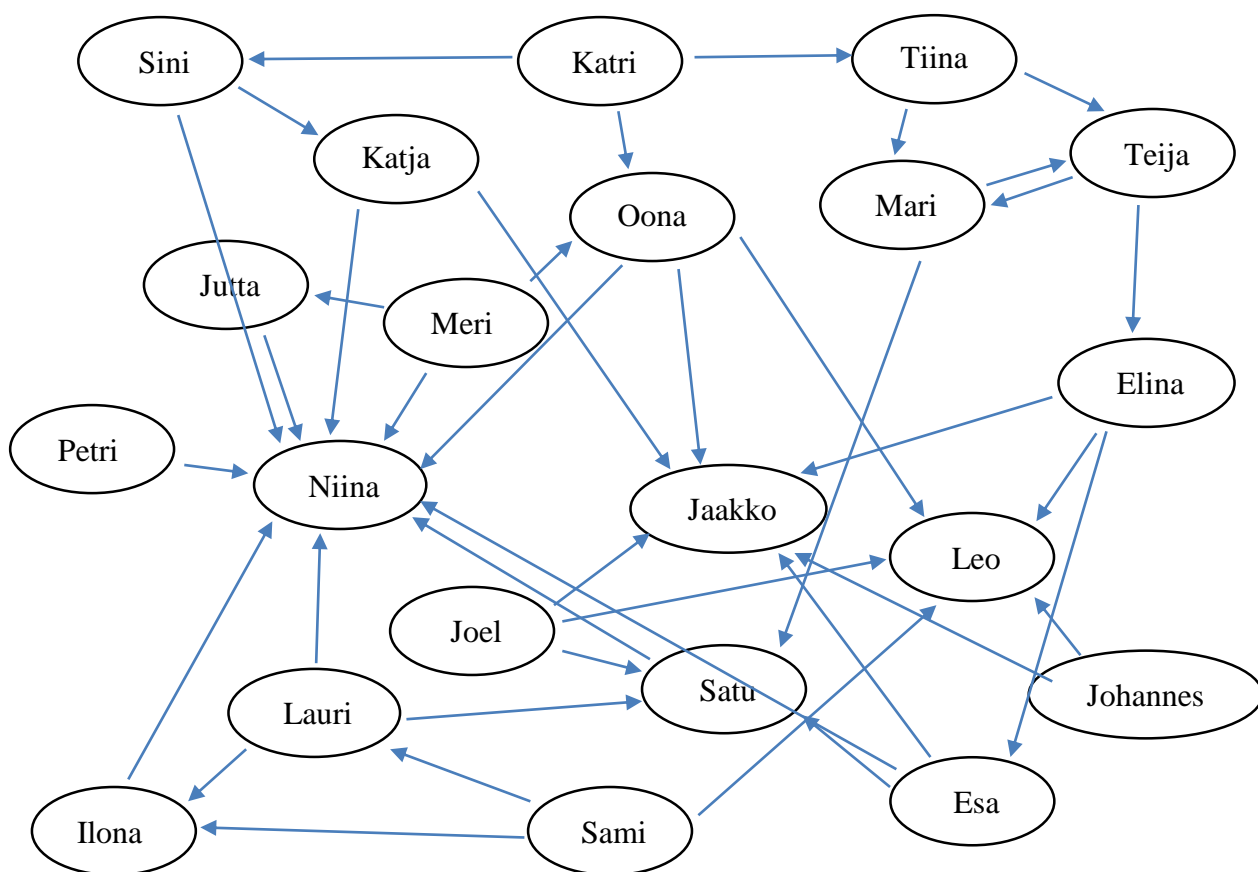 Sini
Katri
Tiina
Katja
Teija
Oona
Mari
Jutta
Meri
Elina
Petri
Niina
Jaakko
Leo
Joel
Satu
Lauri
Johannes
Ilona
Sami
Esa